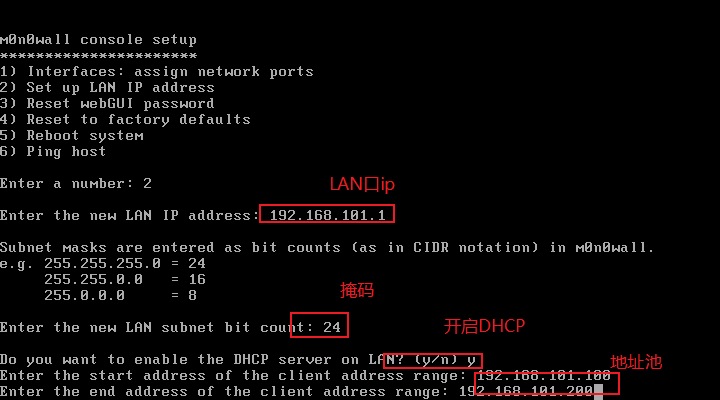 m0n0wall console setup
**********************
1) Interfaces: assign network ports
2) Set up LAN IP address
3) Reset webGUI password
4) Reset to factory defaults
5) Reboot system
6) Ping host
Enter a number: 2
LAN口ip
Enter the new LAN IP address: 192.168.101.1
Subnet masks are entered as bit counts (as in CIDR notation) in m0n0wall.
e.g. 255.255.255.0 = 24
255.255.0.0 = 16
255.0.0.0 = 8
掩码
Enter the new LAN subnet bit count: 24
开启DHCP
Do you want to enable the DHCP server on LAN? (y/n) y
地址池
Enter the start address of the client address range: 192.168.101.100
Enter the end address of the client address range: 192.168.101.200